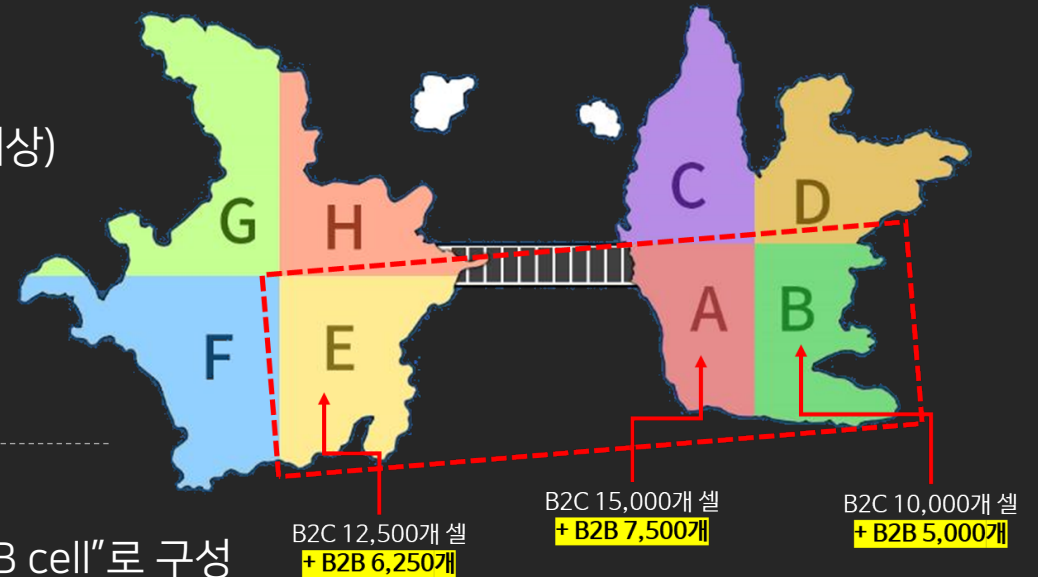 상)
C
D
G
H
A
B
F
E
B2C 12,500개 셀
+ B2B 6,250개
B2C 15,000개 셀
+ B2B 7,500개
B2C 10,000개 셀
+ B2B 5,000개
B cell”로 구성